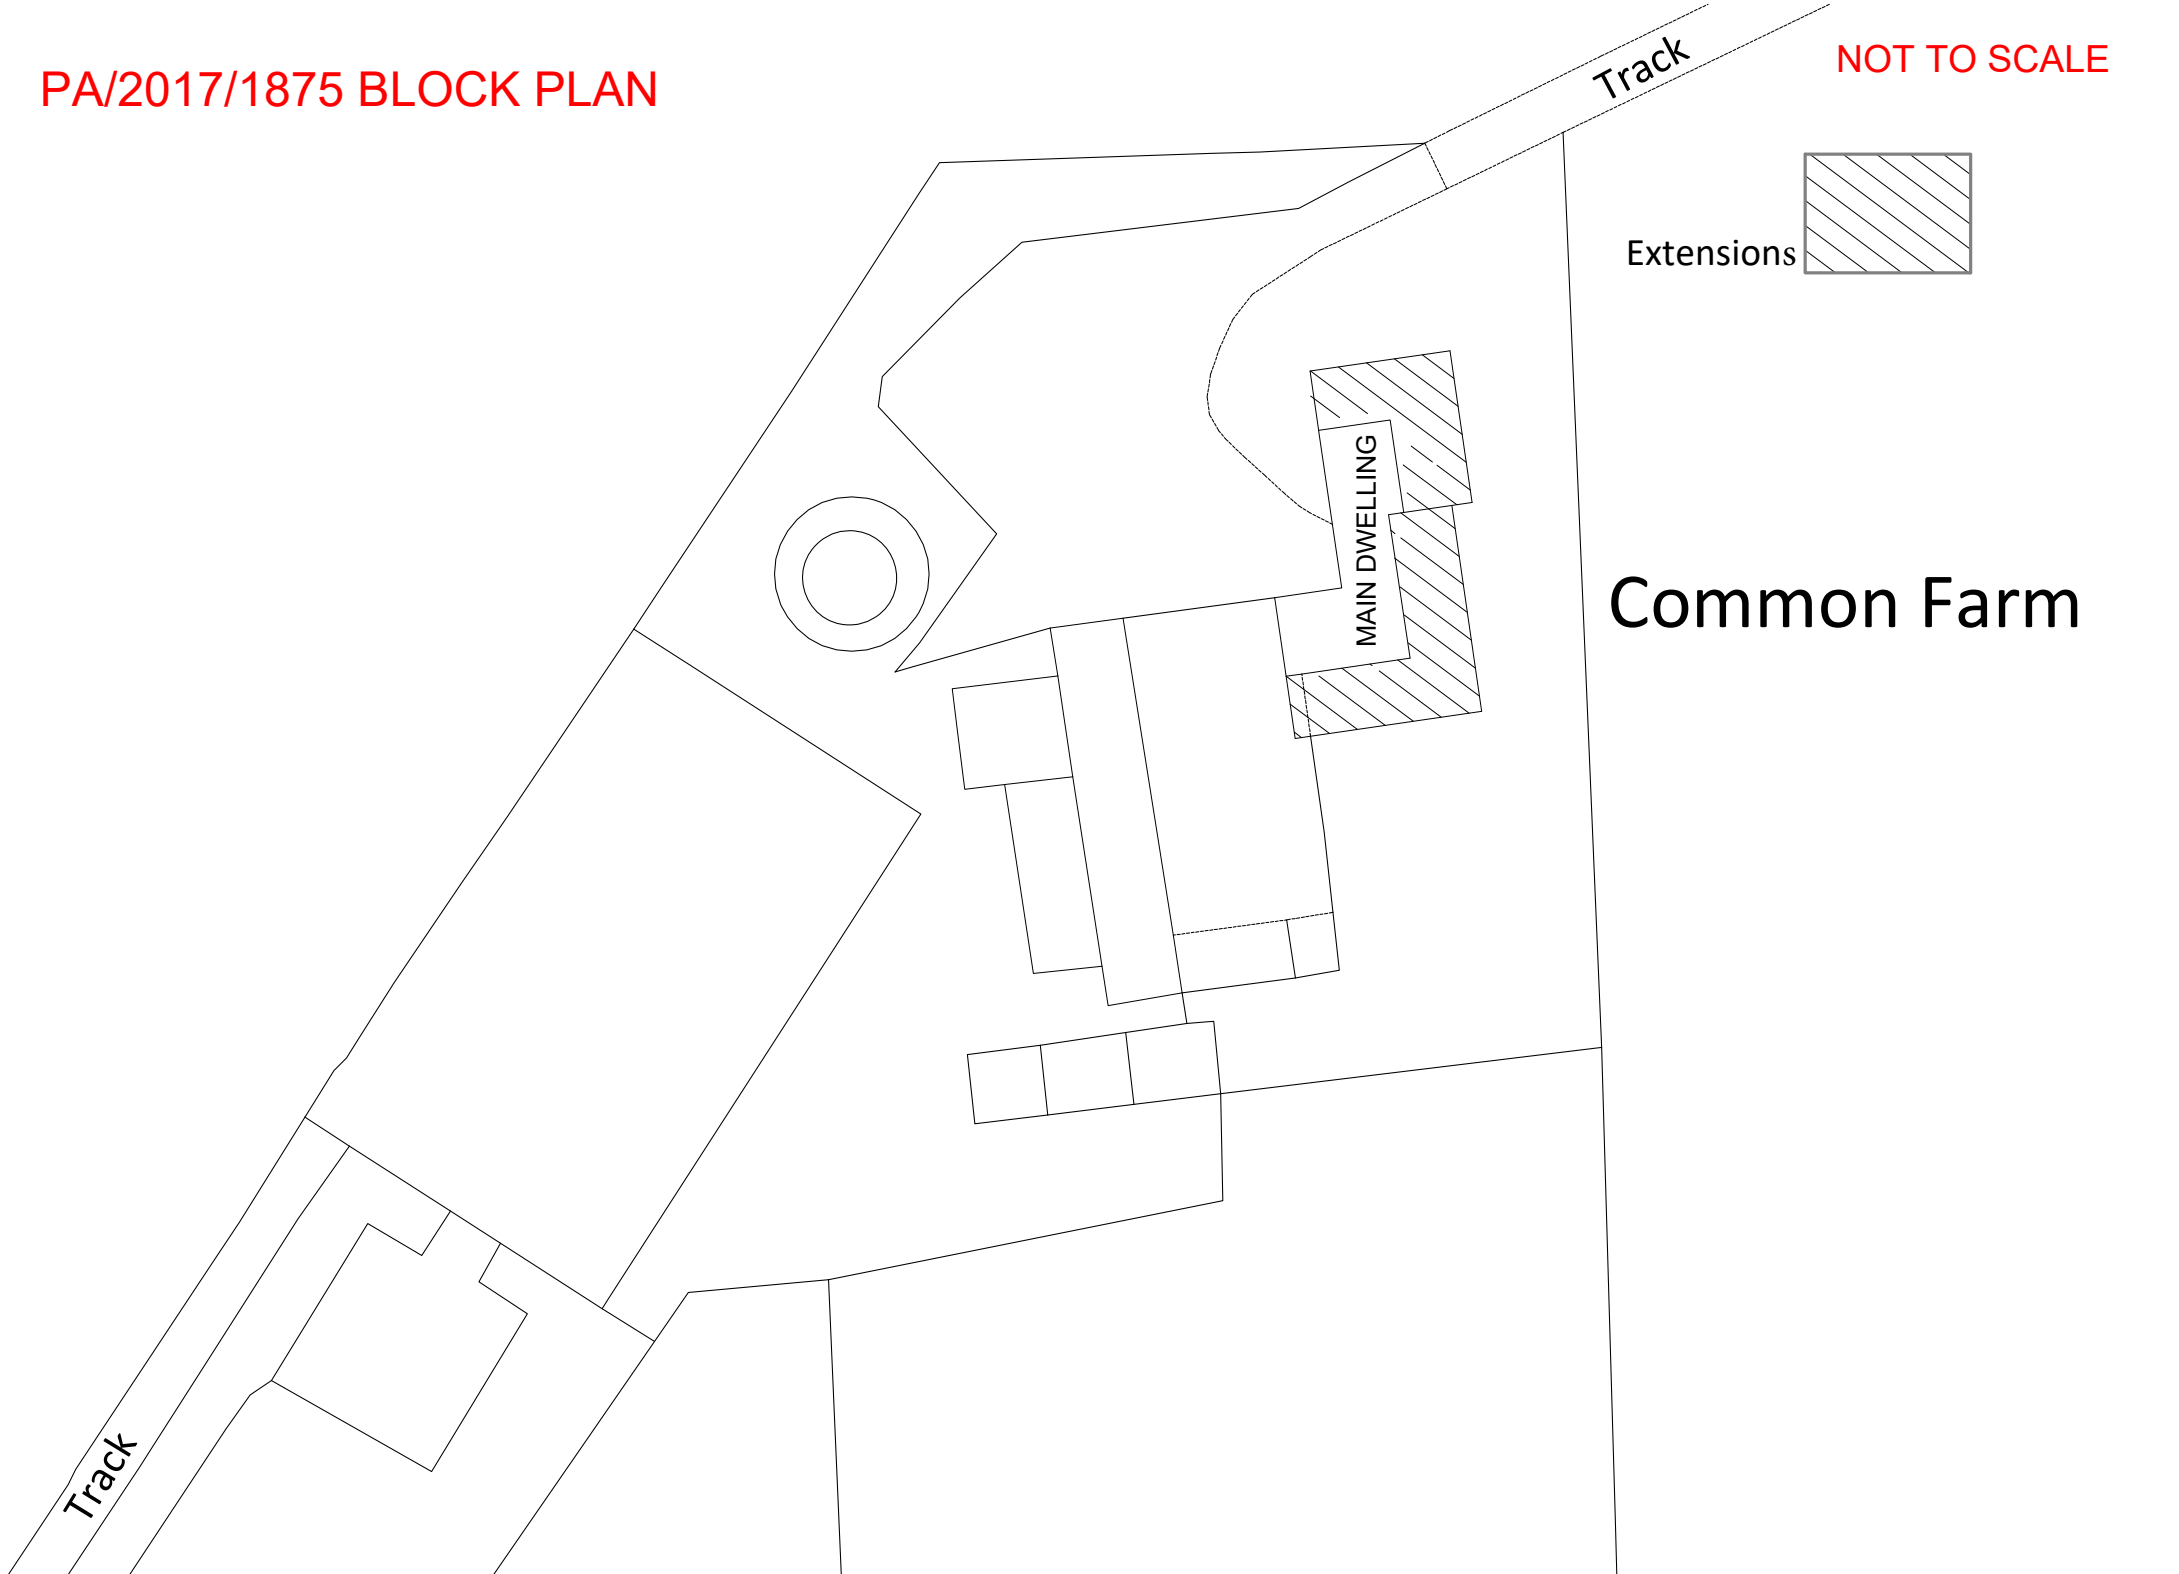 PA/2017/1875 BLOCK PLAN
NOT TO SCALE
Track
Extensions
MAIN DWELLING
Common Farm
Track